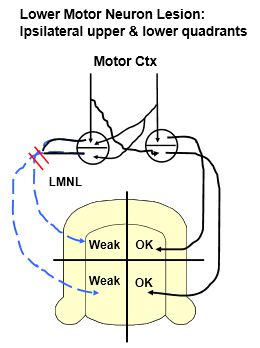 Lower Motor Neuron Lesion:
Ipsilateral upper & lower quadrants
Motor Ctx
LMNL
Weak OK
Weak OK